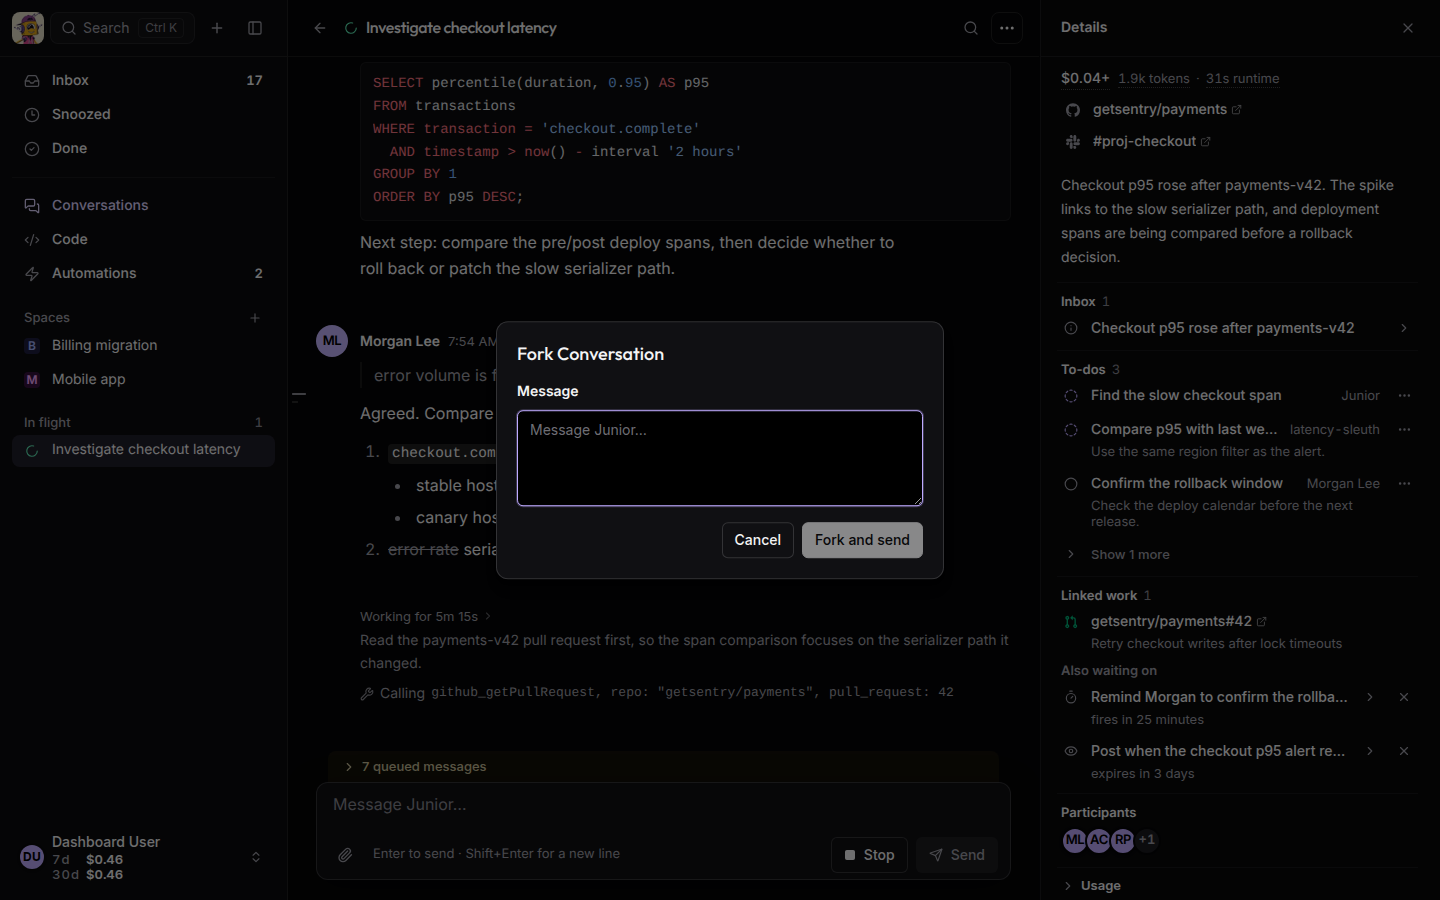 Search Ctrl K
Inbox 17
Snoozed
Done
Conversations
Code
Automations 2
Spaces
B Billing migration
M Mobile app
In flight 1
Investigate checkout latency
DU Dashboard User
7d $0.46
30d $0.46
Investigate checkout latency
SELECT percentile(duration, 0.95) AS p95
FROM transactions
WHERE transaction = 'checkout.complete'
AND timestamp > now() - interval '2 hours'
GROUP BY 1
ORDER BY p95 DESC;
Next step: compare the pre/post deploy spans, then decide whether to
roll back or patch the slow serializer path.
ML Morgan Lee 7:54 AM
error volume is f
Agreed. Compare
1. checkout.com
stable host
canary hos
2. error rate seria
Working for 5m 15s
Read the payments-v42 pull request first, so the span comparison focuses on the serializer path it
changed.
Calling github_getPullRequest, repo: "getsentry/payments", pull_request: 42
7 queued messages
Message Junior...
Enter to send · Shift+Enter for a new line
Stop
Send
Fork Conversation
Message
Message Junior...
Cancel
Fork and send
Details
$0.04+ 1.9k tokens · 31s runtime
getsentry/payments
#proj-checkout
Checkout p95 rose after payments-v42. The spike
links to the slow serializer path, and deployment
spans are being compared before a rollback
decision.
Inbox 1
Checkout p95 rose after payments-v42
To-dos 3
Find the slow checkout span Junior
Compare p95 with last we... latency-sleuth
Use the same region filter as the alert.
Confirm the rollback window Morgan Lee
Check the deploy calendar before the next
release.
Show 1 more
Linked work 1
getsentry/payments#42
Retry checkout writes after lock timeouts
Also waiting on
Remind Morgan to confirm the rollba...
fires in 25 minutes
Post when the checkout p95 alert re...
expires in 3 days
Participants
ML AC RP +1
Usage